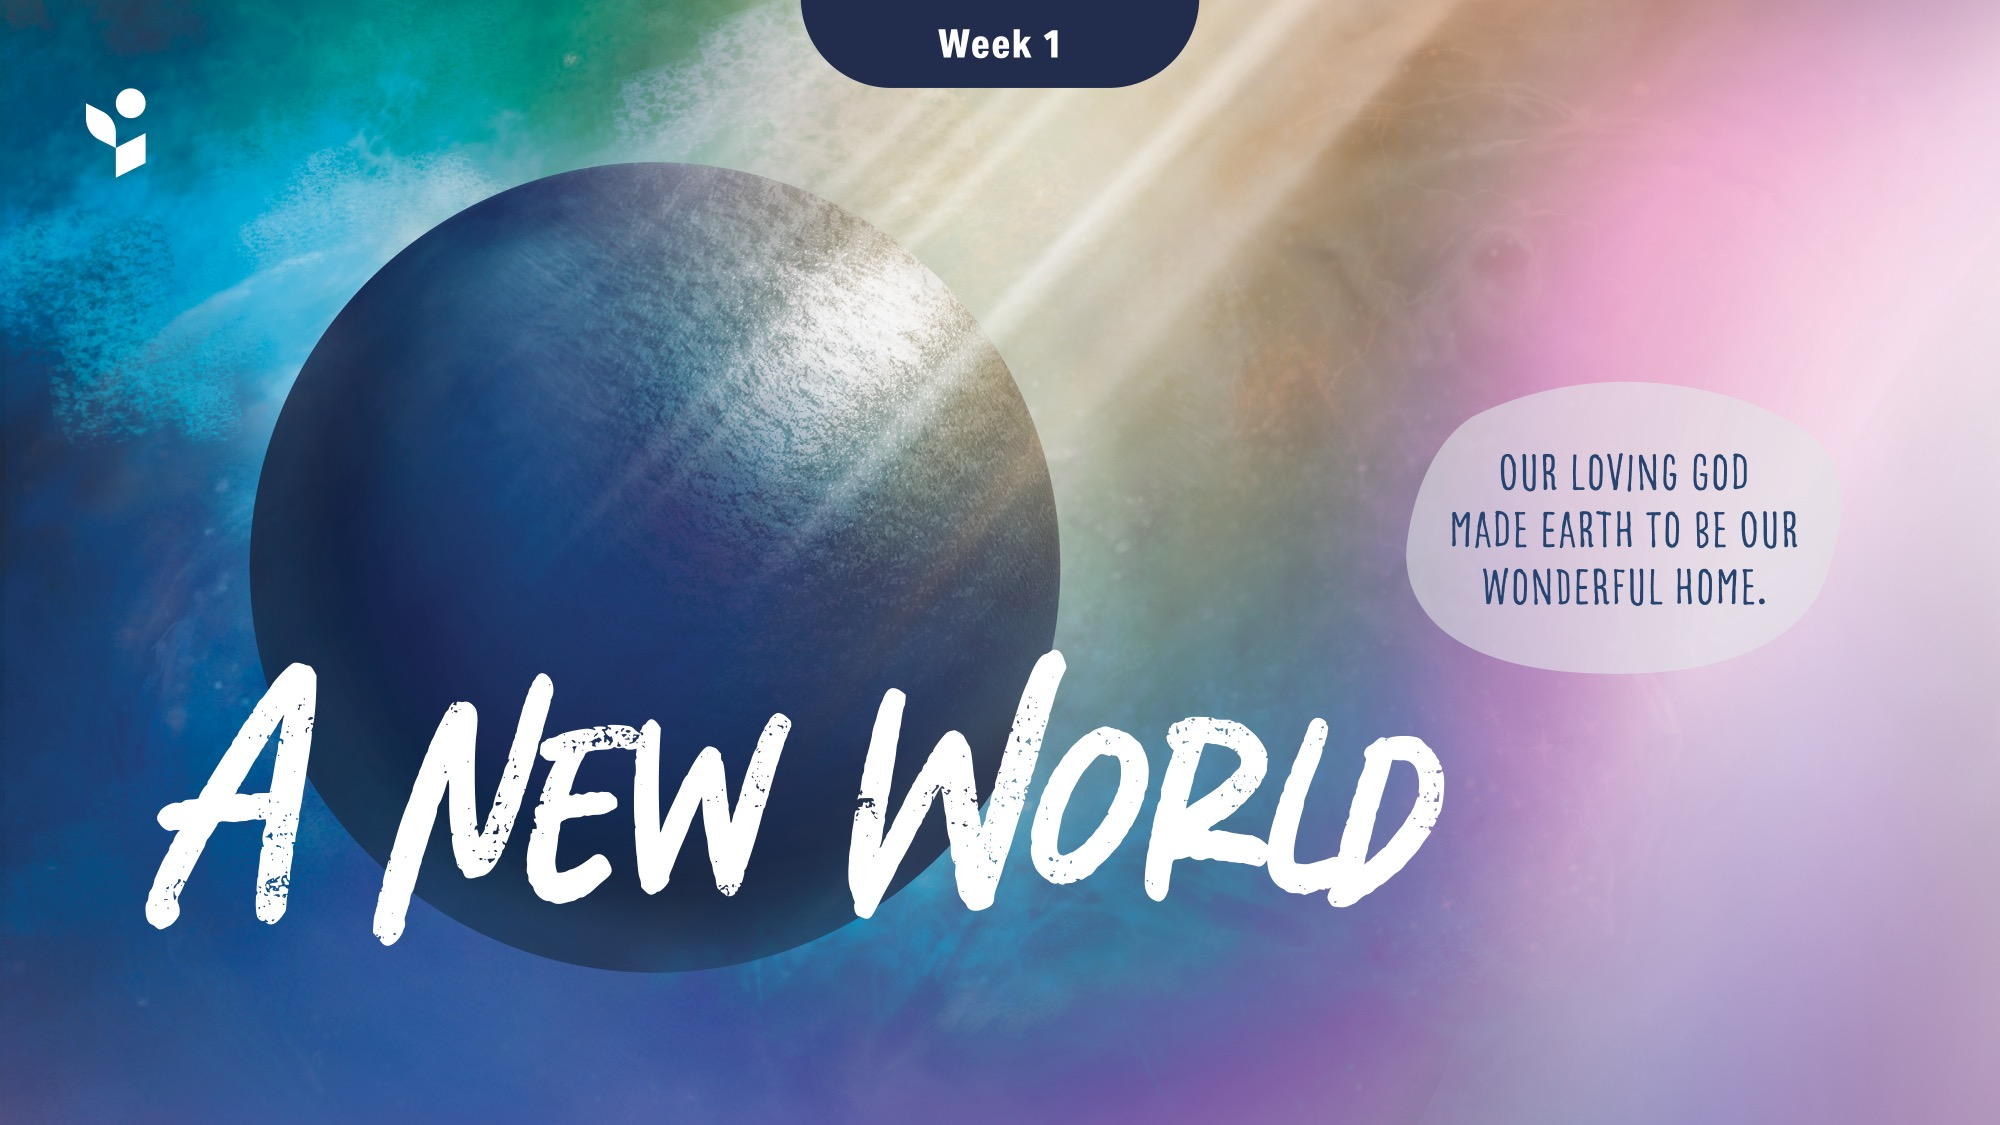 Week 1
OUR LOVING GOD
MADE EARTH TO BE OUR
WONDERFUL HOME.
A NEW WORLD